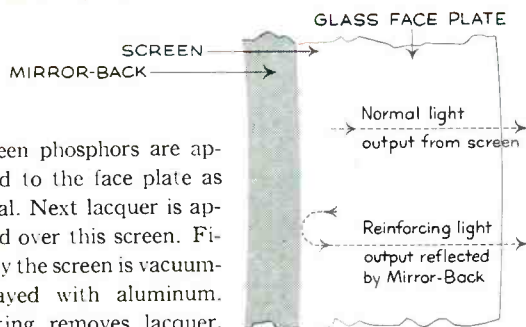 GLASS FACE PLATE
SCREEN
MIRROR-BACK
Normal light
output from screen
Reinforcing light
output reflected
by Mirror-Back
een phosphors are ap-
d to the face plate as
al. Next lacquer is ap-
d over this screen. Fi-
y the screen is vacuum-
ayed with aluminum.
removes lacquer,